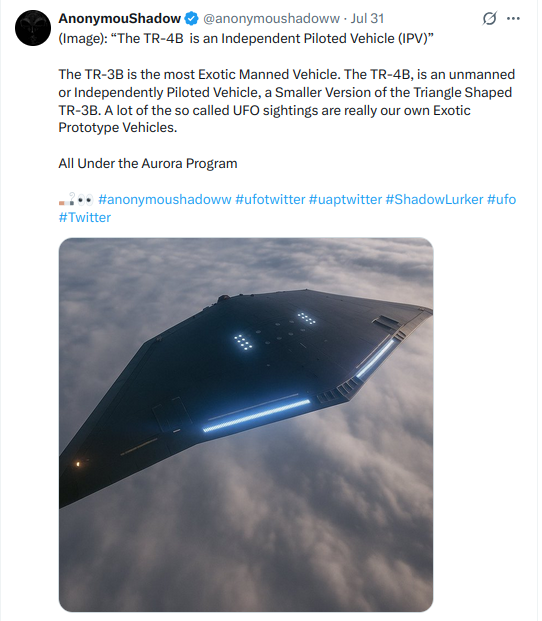 AnonymouShadow @anonymoushadoww · Jul 31
(Image): “The TR-4B is an Independent Piloted Vehicle (IPV)”
The TR-3B is the most Exotic Manned Vehicle. The TR-4B, is an unmanned
or Independently Piloted Vehicle, a Smaller Version of the Triangle Shaped
TR-3B. A lot of the so called UFO sightings are really our own Exotic
Prototype Vehicles.
All Under the Aurora Program
🚬👀 #anonymoushadoww #ufotwitter #uaptwitter #ShadowLurker #ufo
#Twitter